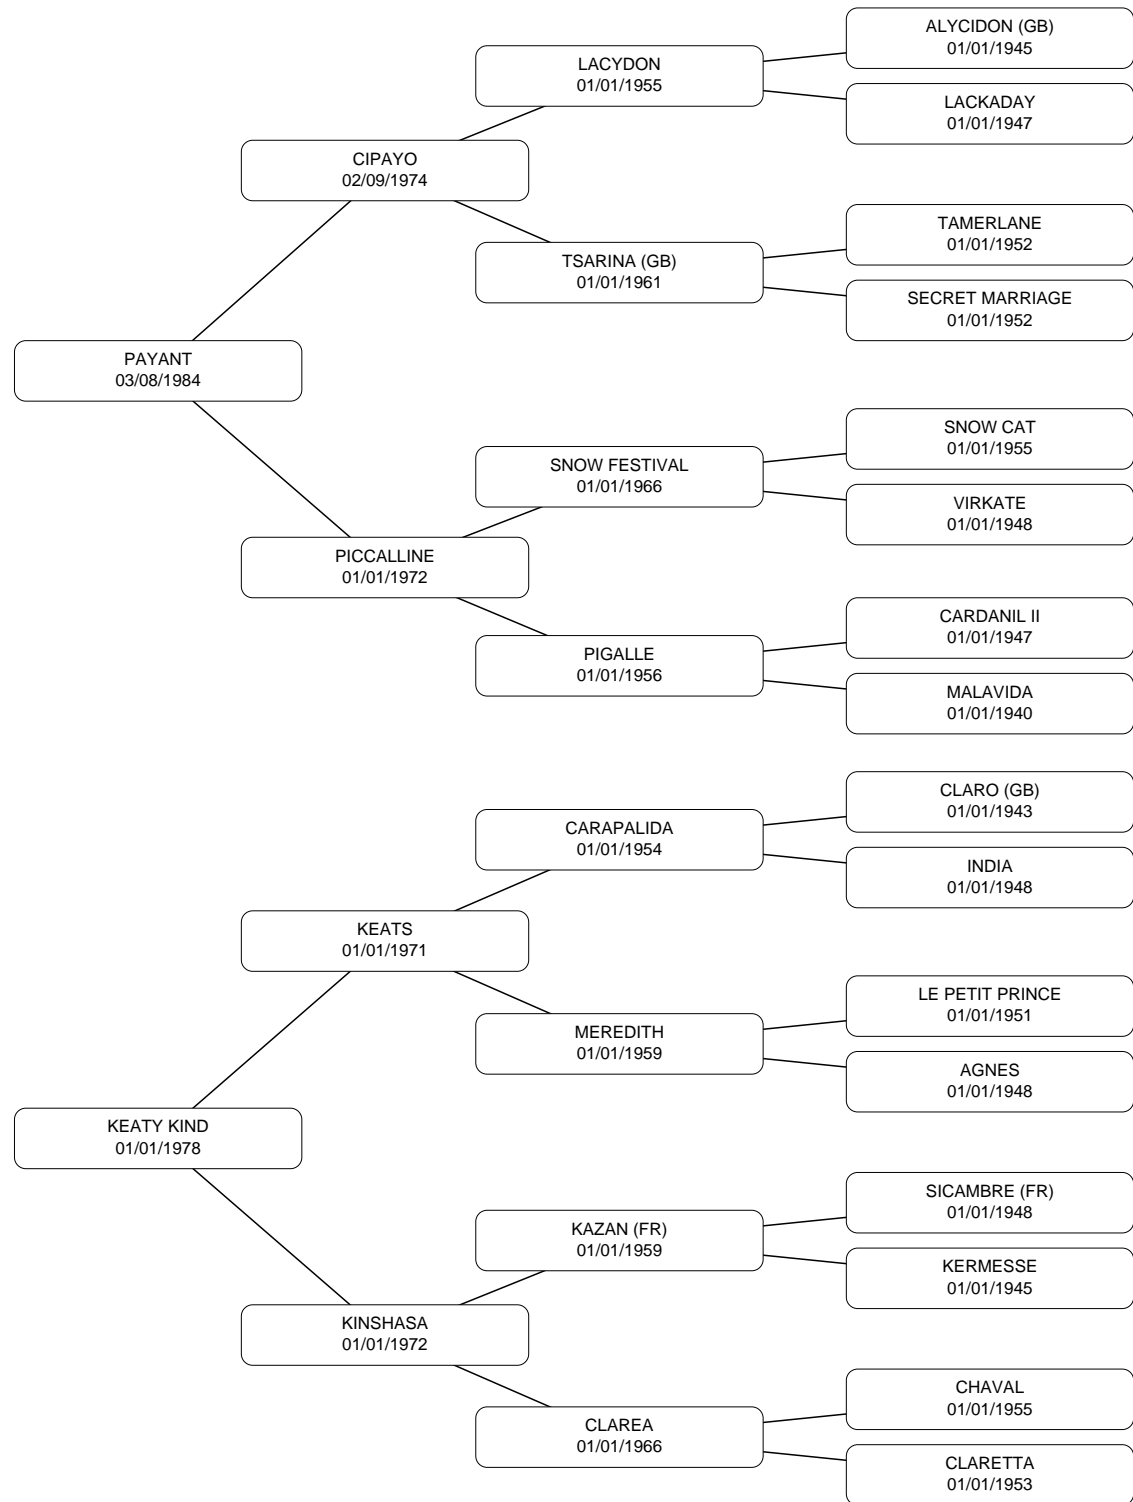 ALYCIDON (GB)
01/01/1945
LACYDON
01/01/1955
LACKADAY
01/01/1947
CIPAYO
02/09/1974
TAMERLANE
01/01/1952
TSARINA (GB)
01/01/1961
SECRET MARRIAGE
01/01/1952
PAYANT
03/08/1984
SNOW CAT
01/01/1955
SNOW FESTIVAL
01/01/1966
VIRKATE
01/01/1948
PICCALLINE
01/01/1972
CARDANIL II
01/01/1947
PIGALLE
01/01/1956
MALAVIDA
01/01/1940
CLARO (GB)
01/01/1943
CARAPALIDA
01/01/1954
INDIA
01/01/1948
KEATS
01/01/1971
LE PETIT PRINCE
01/01/1951
MEREDITH
01/01/1959
AGNES
01/01/1948
KEATY KIND
01/01/1978
SICAMBRE (FR)
01/01/1948
KAZAN (FR)
01/01/1959
KERMESSE
01/01/1945
KINSHASA
01/01/1972
CHAVAL
01/01/1955
CLAREA
01/01/1966
CLARETTA
01/01/1953